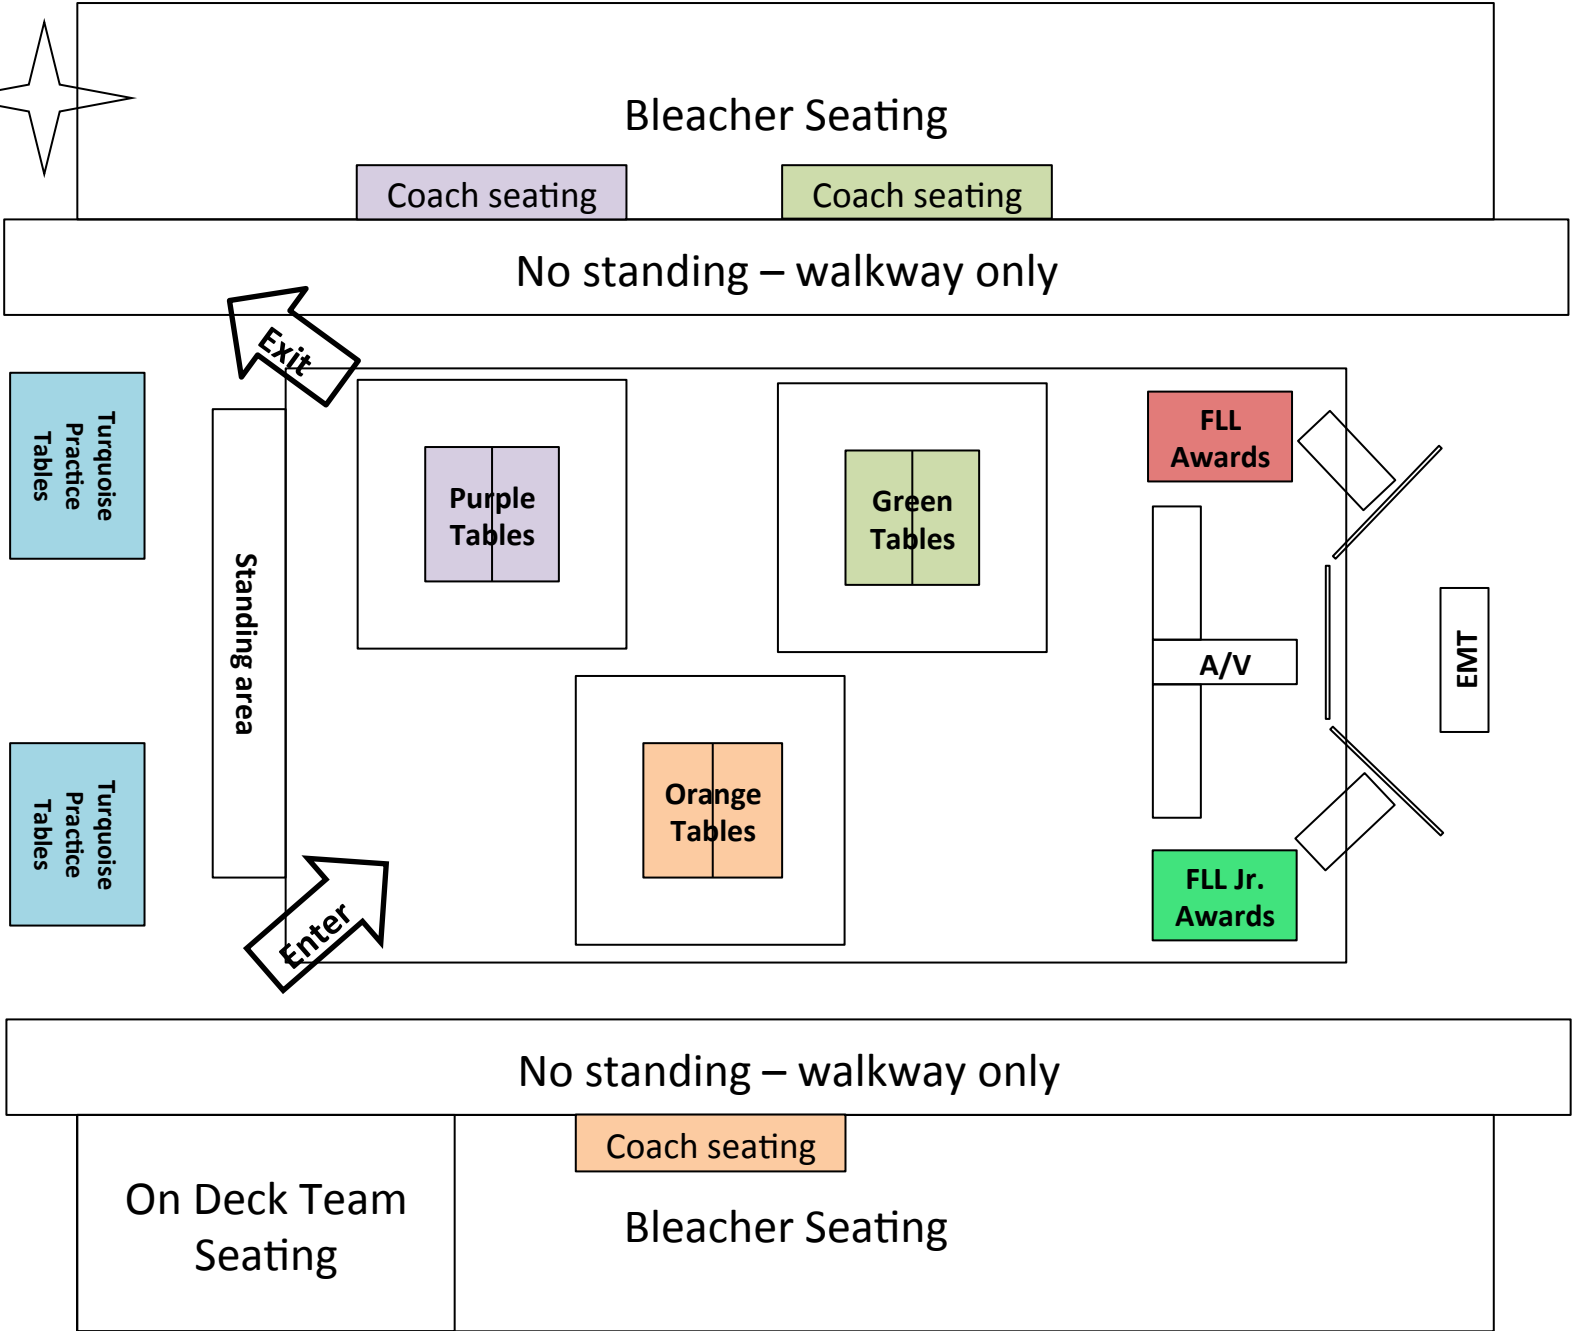 Bleacher Seating
Coach seating
Coach seating
No standing – walkway only
Exit
Turquoise
Practice
Tables
Standing area
Purple
Tables
Green
Tables
FLL
Awards
A/V
EMT
Turquoise
Practice
Tables
Orange
Tables
FLL Jr.
Awards
Enter
No standing – walkway only
Coach seating
On Deck Team
Seating
Bleacher Seating